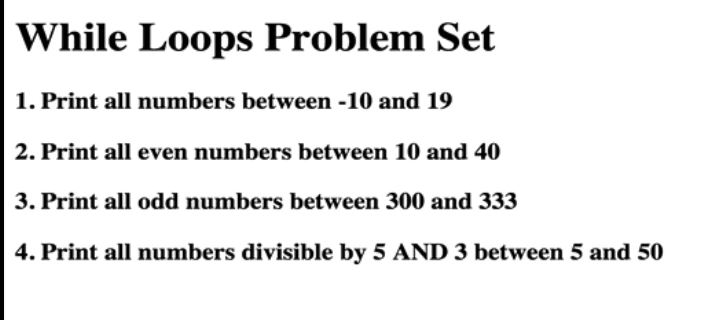 While Loops Problem Set
1. Print all numbers between -10 and 19
2. Print all even numbers between 10 and 40
3. Print all odd numbers between 300 and 333
4. Print all numbers divisible by 5 AND 3 between 5 and 50